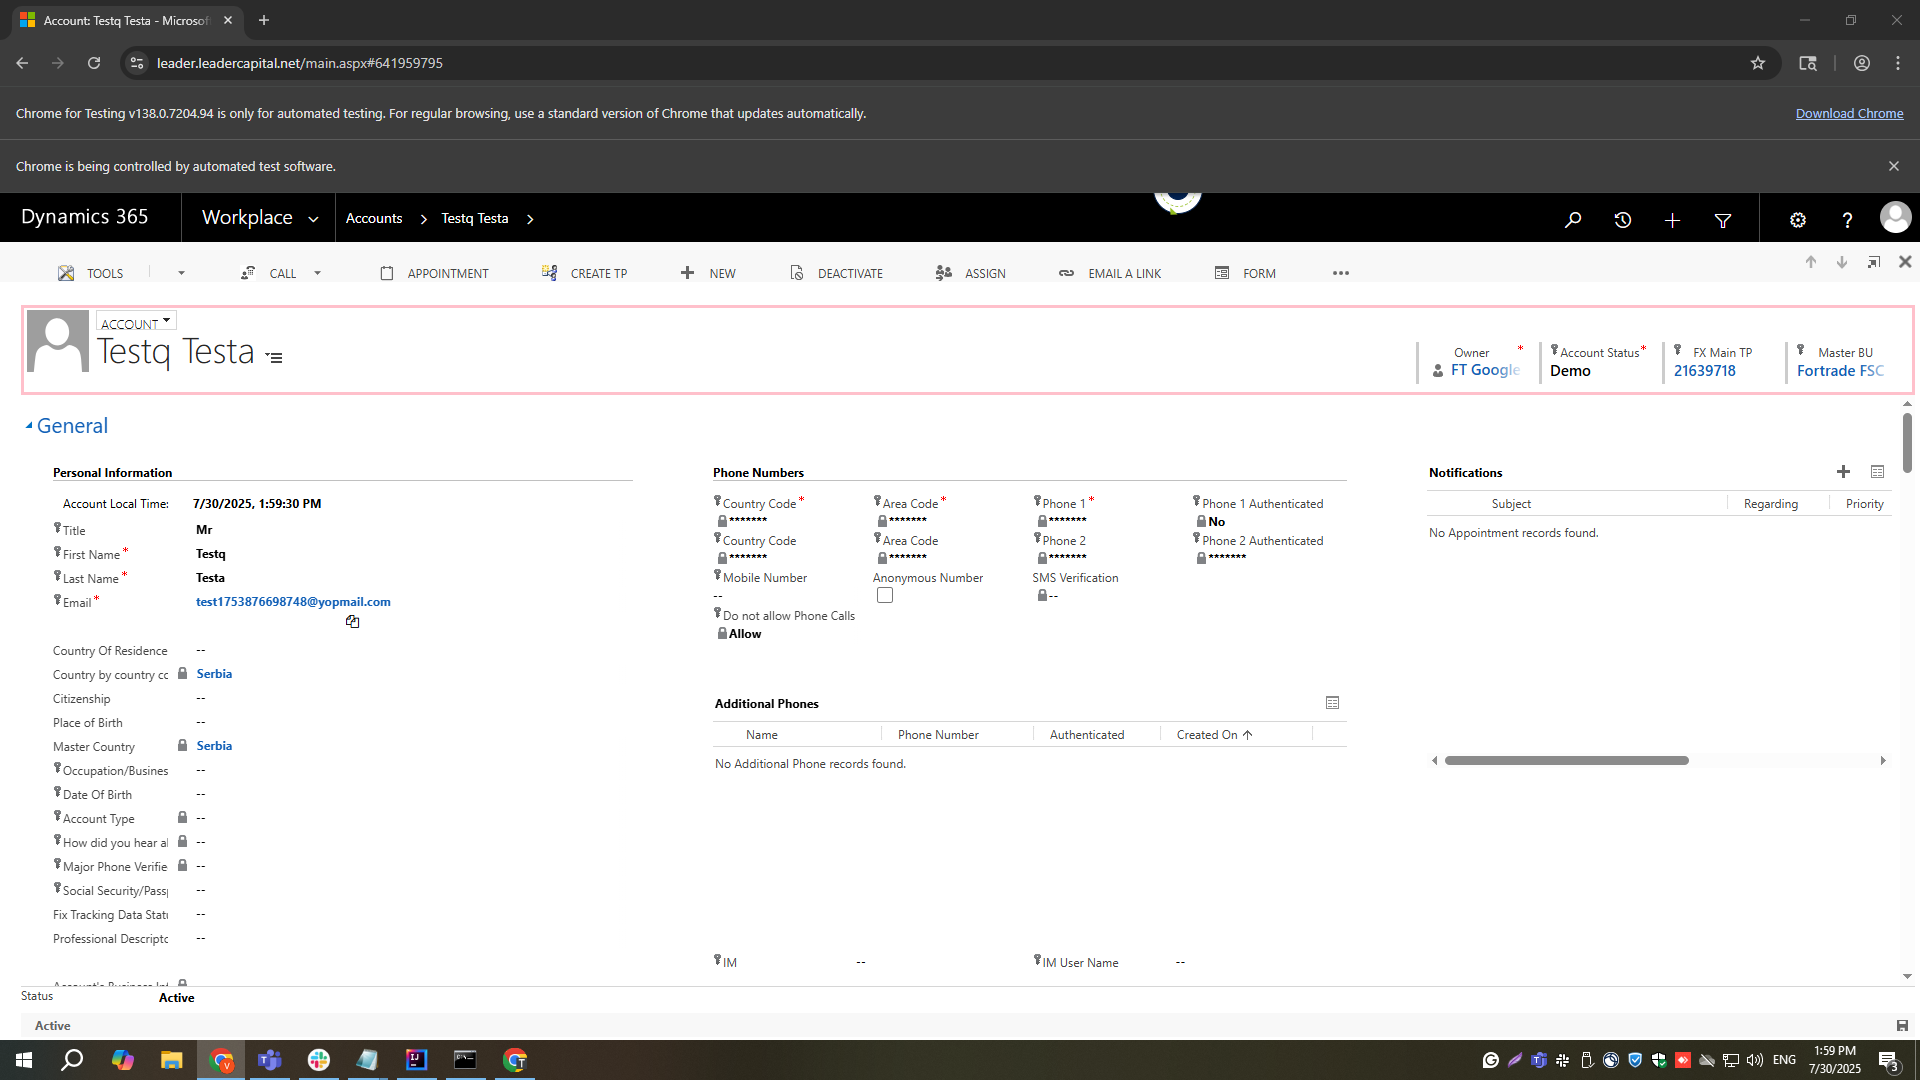 Account: Testq Testa - Microsof
leader.leadercapital.net/main.aspx#641959795
Chrome for Testing v138.0.7204.94 is only for automated testing. For regular browsing, use a standard version of Chrome that updates automatically.
Download Chrome
Chrome is being controlled by automated test software.
Dynamics 365
Workplace
Accounts
Testq Testa
TOOLS
CALL
APPOINTMENT
CREATE TP
NEW
DEACTIVATE
ASSIGN
EMAIL A LINK
FORM
ACCOUNT
Testq Testa
Owner *
FT Google
Account Status *
Demo
FX Main TP
21639718
Master BU
Fortrade FSC
General
Personal Information
Account Local Time: 7/30/2025, 1:59:30 PM
Title Mr
First Name * Testq
Last Name * Testa
Email * test1753876698748@yopmail.com
Country Of Residence --
Country by country cc Serbia
Citizenship --
Place of Birth --
Master Country Serbia
Occupation/Busines --
Date Of Birth --
Account Type --
How did you hear a --
Major Phone Verifie --
Social Security/Pass --
Fix Tracking Data Stat --
Professional Descripto --
Phone Numbers
Country Code * Area Code * Phone 1 * Phone 1 Authenticated
******* ******* ******* No
Country Code Area Code Phone 2 Phone 2 Authenticated
******* ******* ******* *******
Mobile Number Anonymous Number SMS Verification
-- --
Do not allow Phone Calls
Allow
Additional Phones
Name Phone Number Authenticated Created On
No Additional Phone records found.
IM -- IM User Name --
Notifications
Subject Regarding Priority
No Appointment records found.
Status Active
Active
ENG
1:59 PM
7/30/2025
3